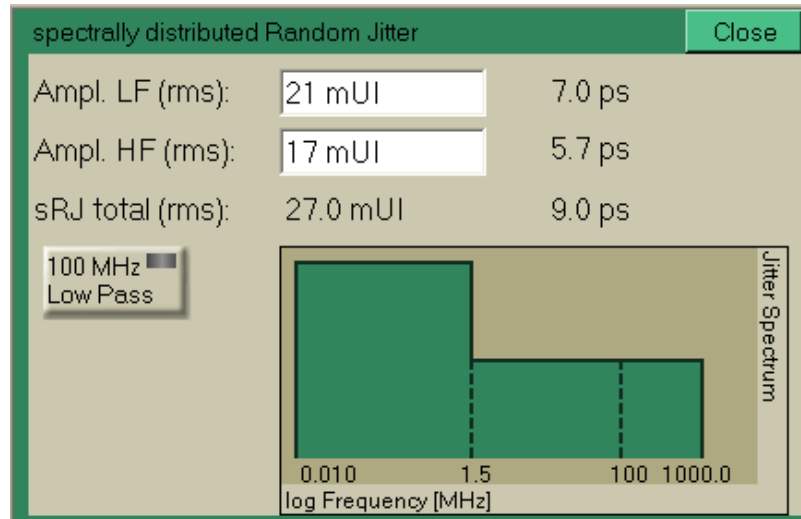 spectrally distributed Random Jitter Close
Ampl. LF (rms): 21 mUI 7.0 ps
Ampl. HF (rms): 17 mUI 5.7 ps
sRJ total (rms): 27.0 mUI 9.0 ps
100 MHz
Low Pass
Jitter Spectrum
0.010 1.5 100 1000.0
log Frequency [MHz]